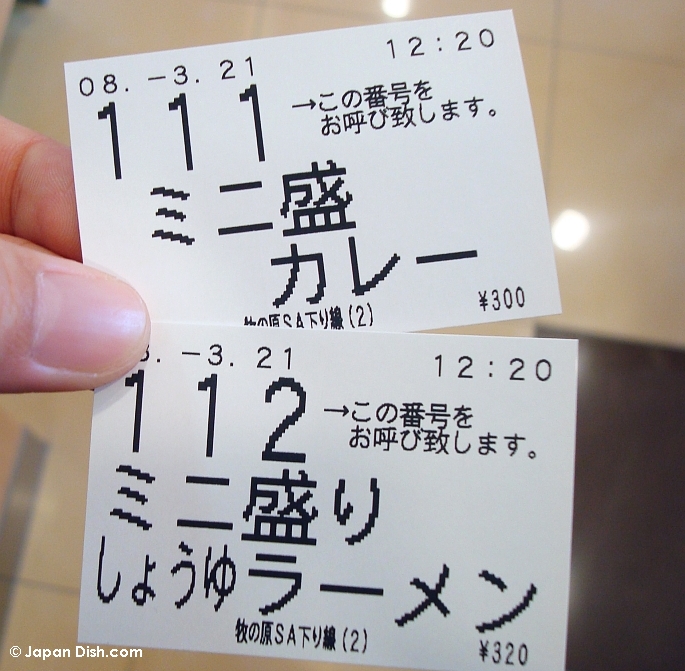 08. -3. 21 12:20
111 →この番号を
お呼び致します。
ミニ盛
カレー
¥300
牧の原SA下り線(2)
8. -3. 21 12:20
112 →この番号を
お呼び致します。
ミニ盛り
しょうゆラーメン
牧の原SA下り線(2)
¥320
© Japan Dish.com